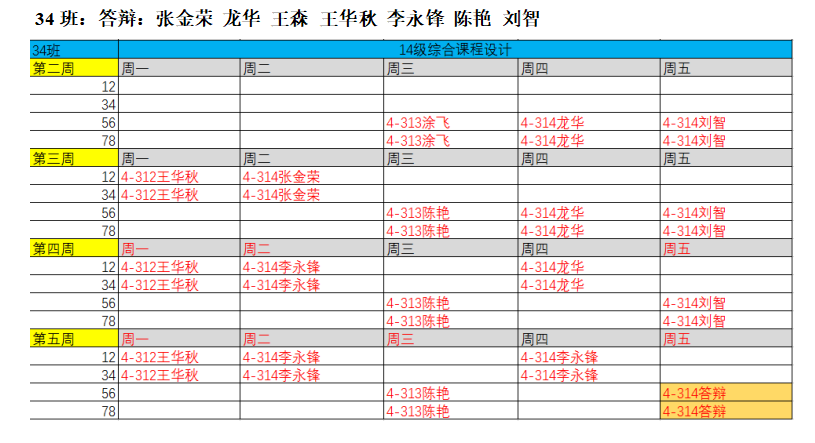 34班：答辩：张金荣 龙华 王森 王华秋 李永锋 陈艳 刘智
34班 14级综合课程设计
第二周 周一 周二 周三 周四 周五
12
34
56 4-313涂飞 4-314龙华 4-314刘智
78 4-313涂飞 4-314龙华 4-314刘智
第三周 周一 周二 周三 周四 周五
12 4-312王华秋 4-314张金荣
34 4-312王华秋 4-314张金荣
56 4-313陈艳 4-314龙华 4-314刘智
78 4-313陈艳 4-314龙华 4-314刘智
第四周 周一 周二 周三 周四 周五
12 4-312王华秋 4-314李永锋 4-314龙华
34 4-312王华秋 4-314李永锋 4-314龙华
56 4-313陈艳 4-314刘智
78 4-313陈艳 4-314刘智
第五周 周一 周二 周三 周四 周五
12 4-312王华秋 4-314李永锋 4-314李永锋
34 4-312王华秋 4-314李永锋 4-314李永锋
56 4-313陈艳 4-314答辩
78 4-313陈艳 4-314答辩